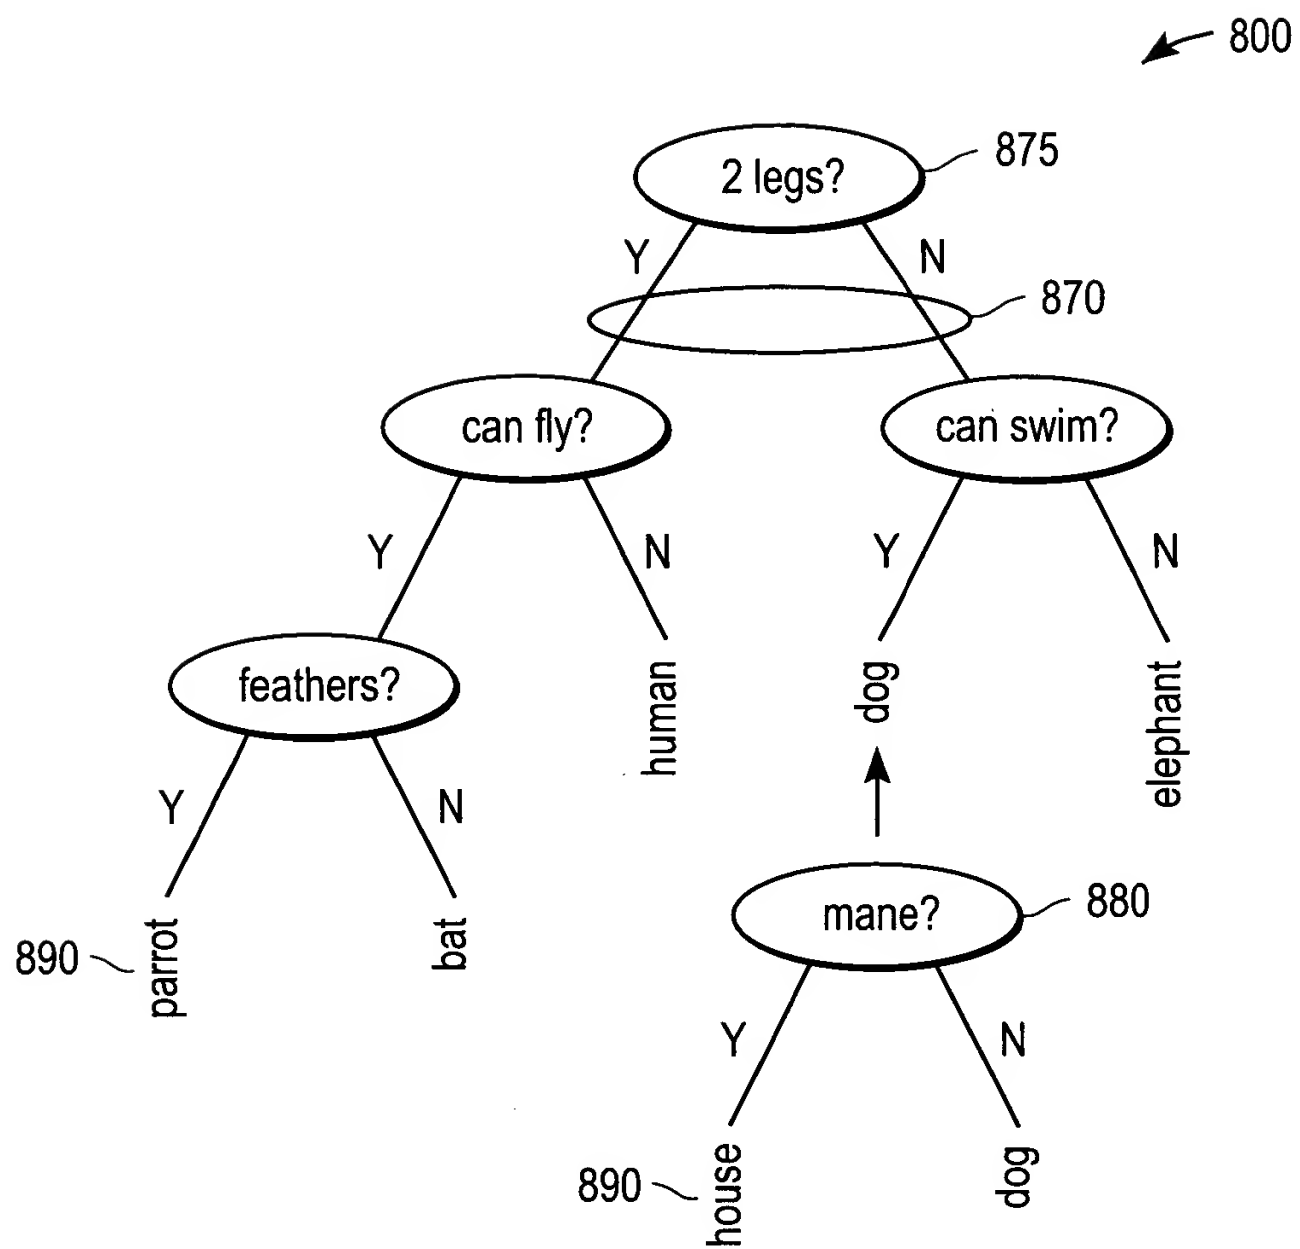 800
2 legs?
875
Y
N
870
can fly?
can swim?
Y
N
Y
N
feathers?
human
dog
elephant
Y
N
mane?
880
890
parrot
bat
Y
N
890
house
dog